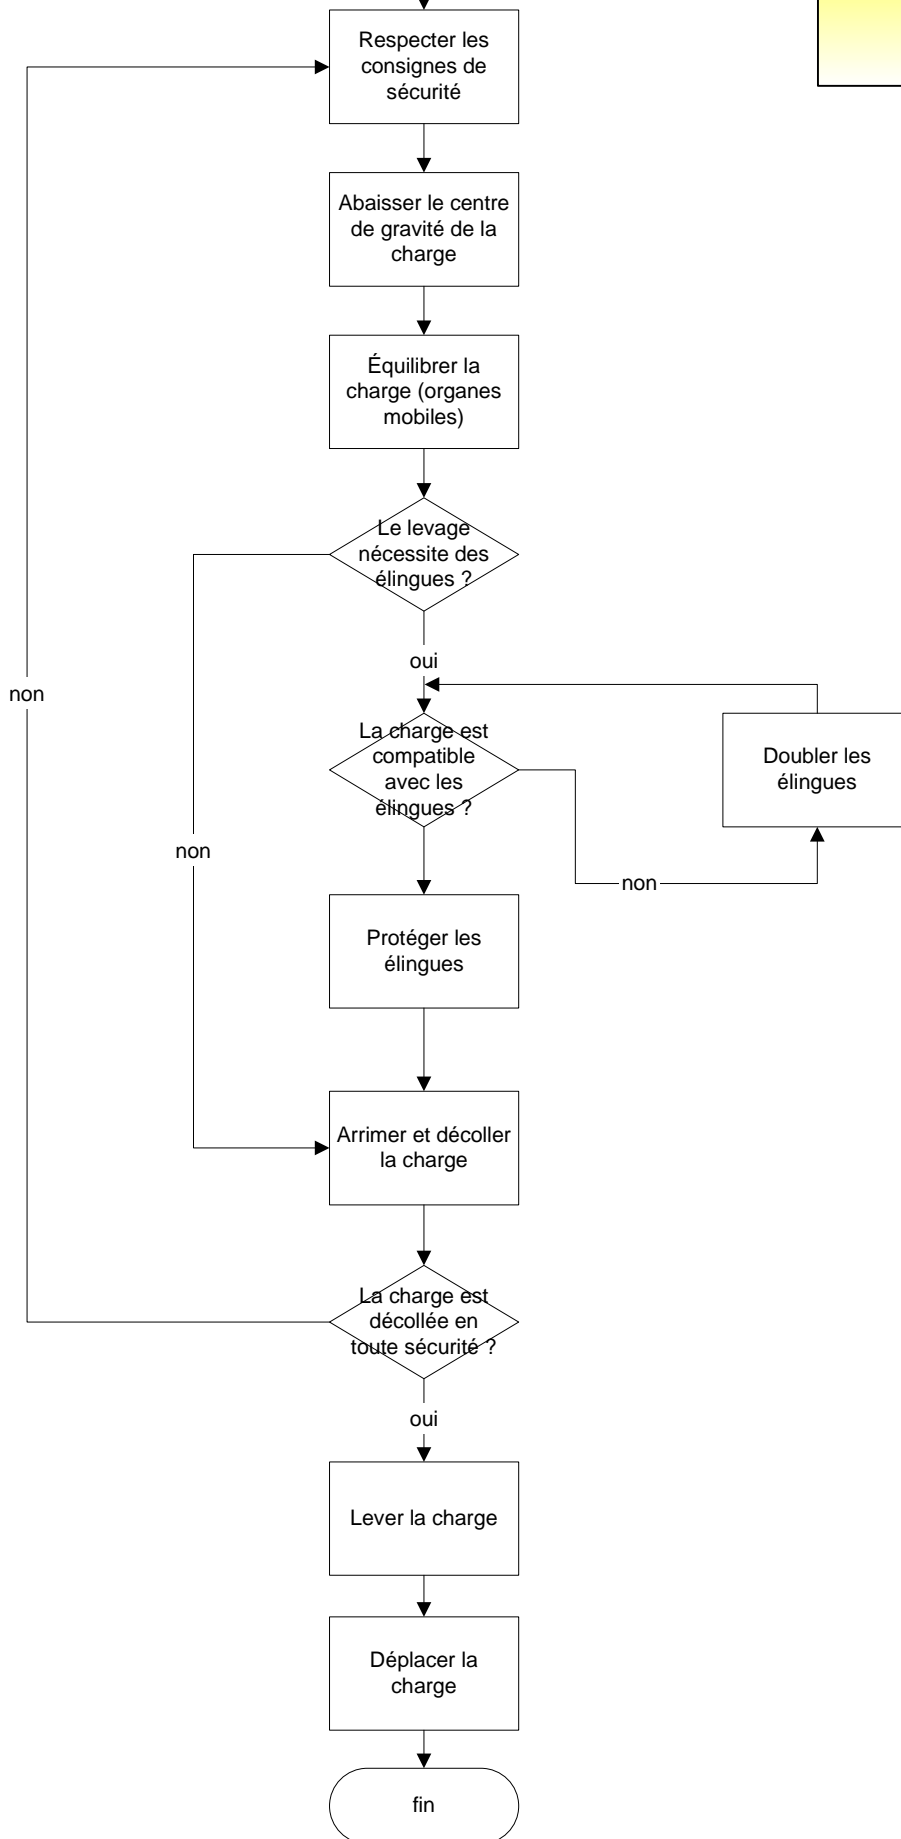 Respecter les
consignes de
sécurité
Abaisser le centre
de gravité de la
charge
Équilibrer la
charge (organes
mobiles)
Le levage
nécessite des
élingues ?
oui
non
La charge est
compatible
avec les
élingues ?
Doubler les
élingues
non
non
Protéger les
élingues
Arrimer et décoller
la charge
La charge est
décollée en
toute sécurité ?
oui
Lever la charge
Déplacer la
charge
fin